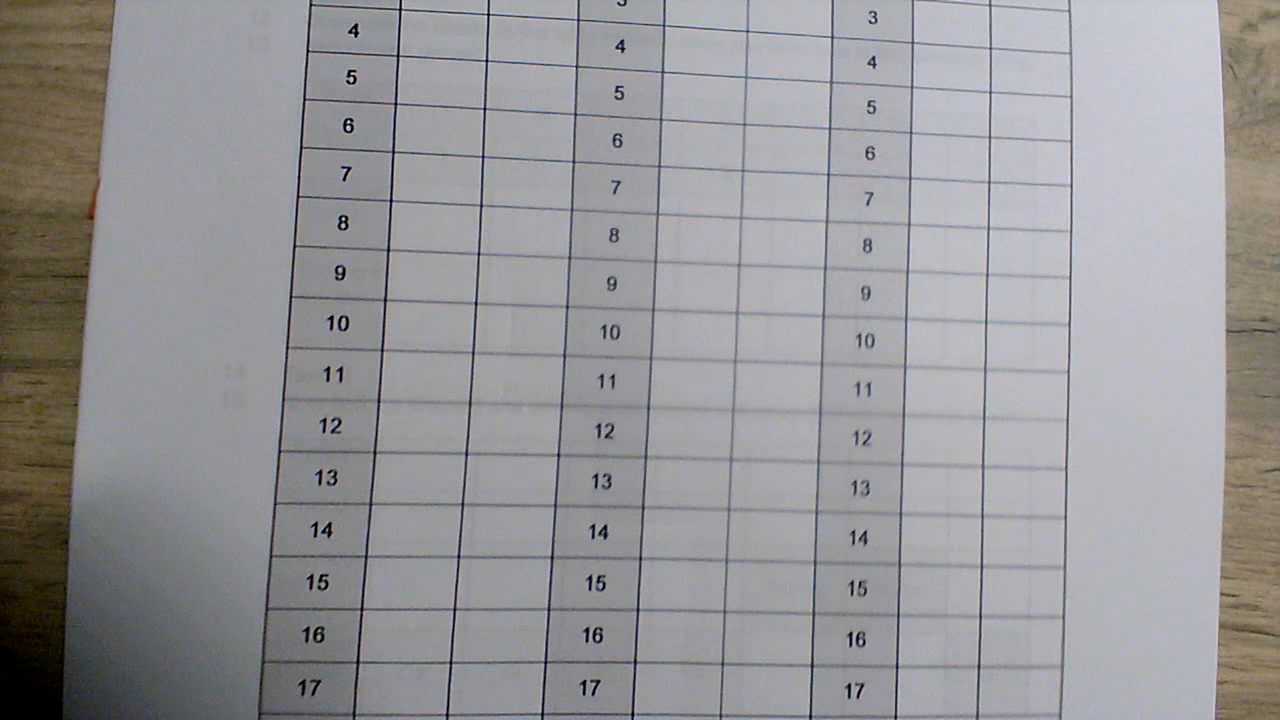 3 3
4 4 4
5 5 5
6 6 6
7 7 7
8 8 8
9 9 9
10 10 10
11 11 11
12 12 12
13 13 13
14 14 14
15 15 15
16 16 16
17 17 17